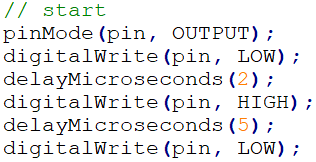 // start
pinMode(pin, OUTPUT);
digitalWrite(pin, LOW);
delayMicroseconds(2);
digitalWrite(pin, HIGH);
delayMicroseconds(5);
digitalWrite(pin, LOW);